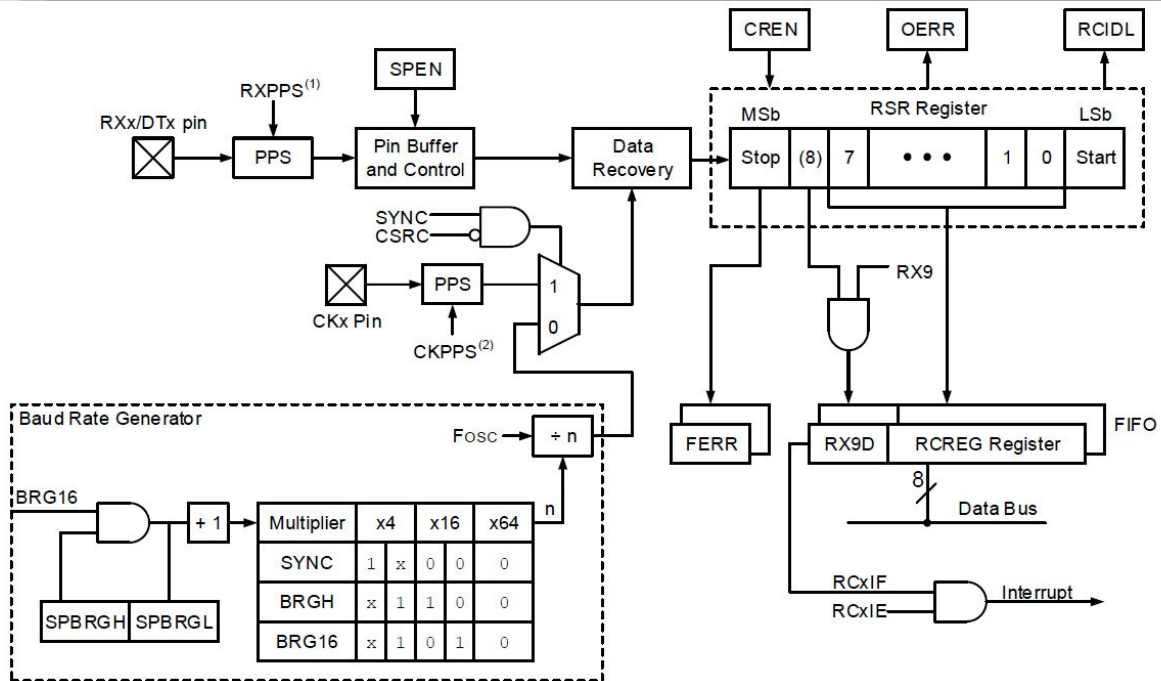 CREN
OERR
RCIDL
SPEN
RXPPS(1)
RXx/DTx pin
PPS
Pin Buffer
and Control
Data
Recovery
RSR Register
MSb
LSb
Stop (8) 7 • • • 1 0 Start
SYNC
CSRC
CKx Pin
PPS
CKPPS(2)
1
0
RX9
FERR
RX9D RCREG Register
FIFO
8
Data Bus
RCxIF
RCxIE
Interrupt
Baud Rate Generator
FOSC
÷ n
n
BRG16
+ 1
SPBRGH SPBRGL
Multiplier x4 x16 x64
SYNC 1 x 0 0 0
BRGH x 1 1 0 0
BRG16 x 1 0 1 0